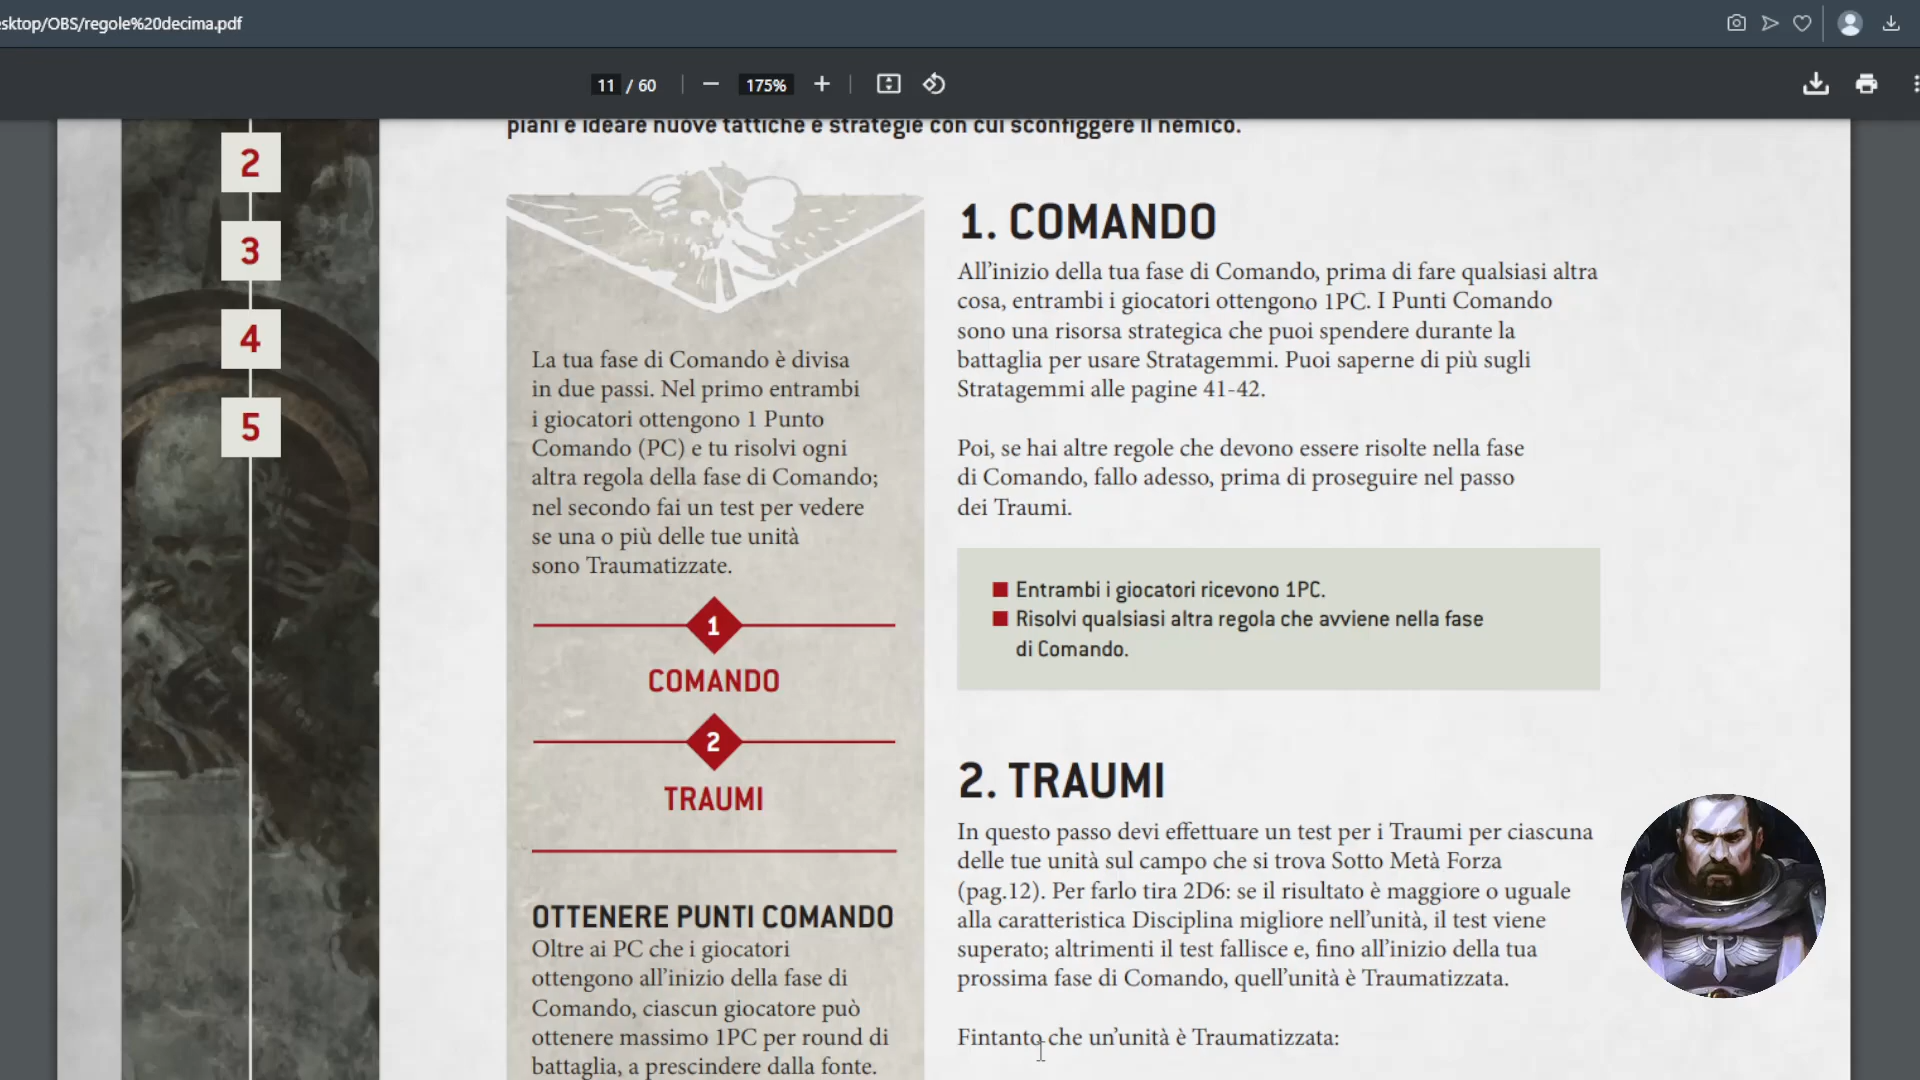 sktop/OBS/regole%20decima.pdf
11 / 60
175%
piani e ideare nuove tattiche e strategie con cui sconfiggere il nemico.
2
3
4
5
La tua fase di Comando è divisa
in due passi. Nel primo entrambi
i giocatori ottengono 1 Punto
Comando (PC) e tu risolvi ogni
altra regola della fase di Comando;
nel secondo fai un test per vedere
se una o più delle tue unità
sono Traumatizzate.
1
COMANDO
2
TRAUMI
OTTENERE PUNTI COMANDO
Oltre ai PC che i giocatori
ottengono all'inizio della fase di
Comando, ciascun giocatore può
ottenere massimo 1PC per round di
battaglia, a prescindere dalla fonte.
1. COMANDO
All'inizio della tua fase di Comando, prima di fare qualsiasi altra
cosa, entrambi i giocatori ottengono 1PC. I Punti Comando
sono una risorsa strategica che puoi spendere durante la
battaglia per usare Stratagemmi. Puoi saperne di più sugli
Stratagemmi alle pagine 41-42.
Poi, se hai altre regole che devono essere risolte nella fase
di Comando, fallo adesso, prima di proseguire nel passo
dei Traumi.
Entrambi i giocatori ricevono 1PC.
Risolvi qualsiasi altra regola che avviene nella fase
di Comando.
2. TRAUMI
In questo passo devi effettuare un test per i Traumi per ciascuna
delle tue unità sul campo che si trova Sotto Metà Forza
(pag.12). Per farlo tira 2D6: se il risultato è maggiore o uguale
alla caratteristica Disciplina migliore nell'unità, il test viene
superato; altrimenti il test fallisce e, fino all'inizio della tua
prossima fase di Comando, quell'unità è Traumatizzata.
Fintanto che un'unità è Traumatizzata: